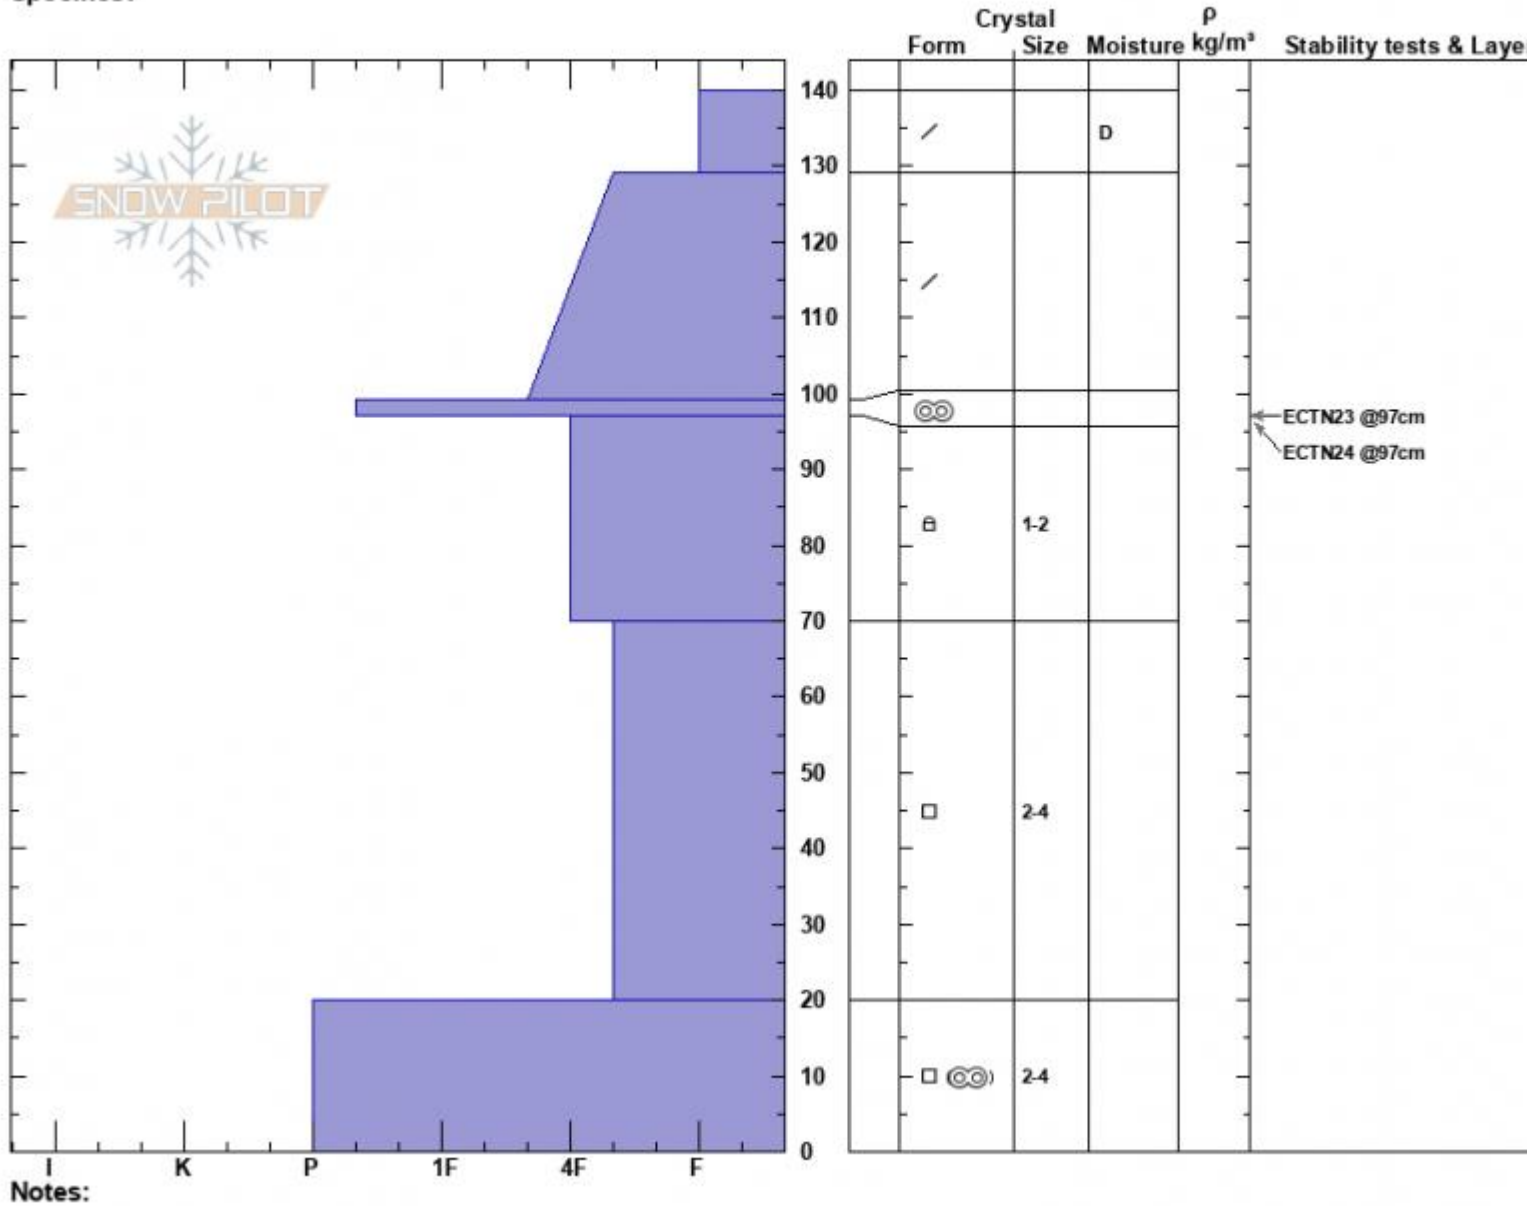 Crystal ρ
Form Size Moisture kg/m³ Stability tests & Laye
SNOW PILOT
140
D
130
120
110
100
ECTN23 @97cm
ECTN24 @97cm
90
1-2
80
70
60
50
2-4
40
30
20
10
2-4
0
I K P 1F 4F F
Notes: